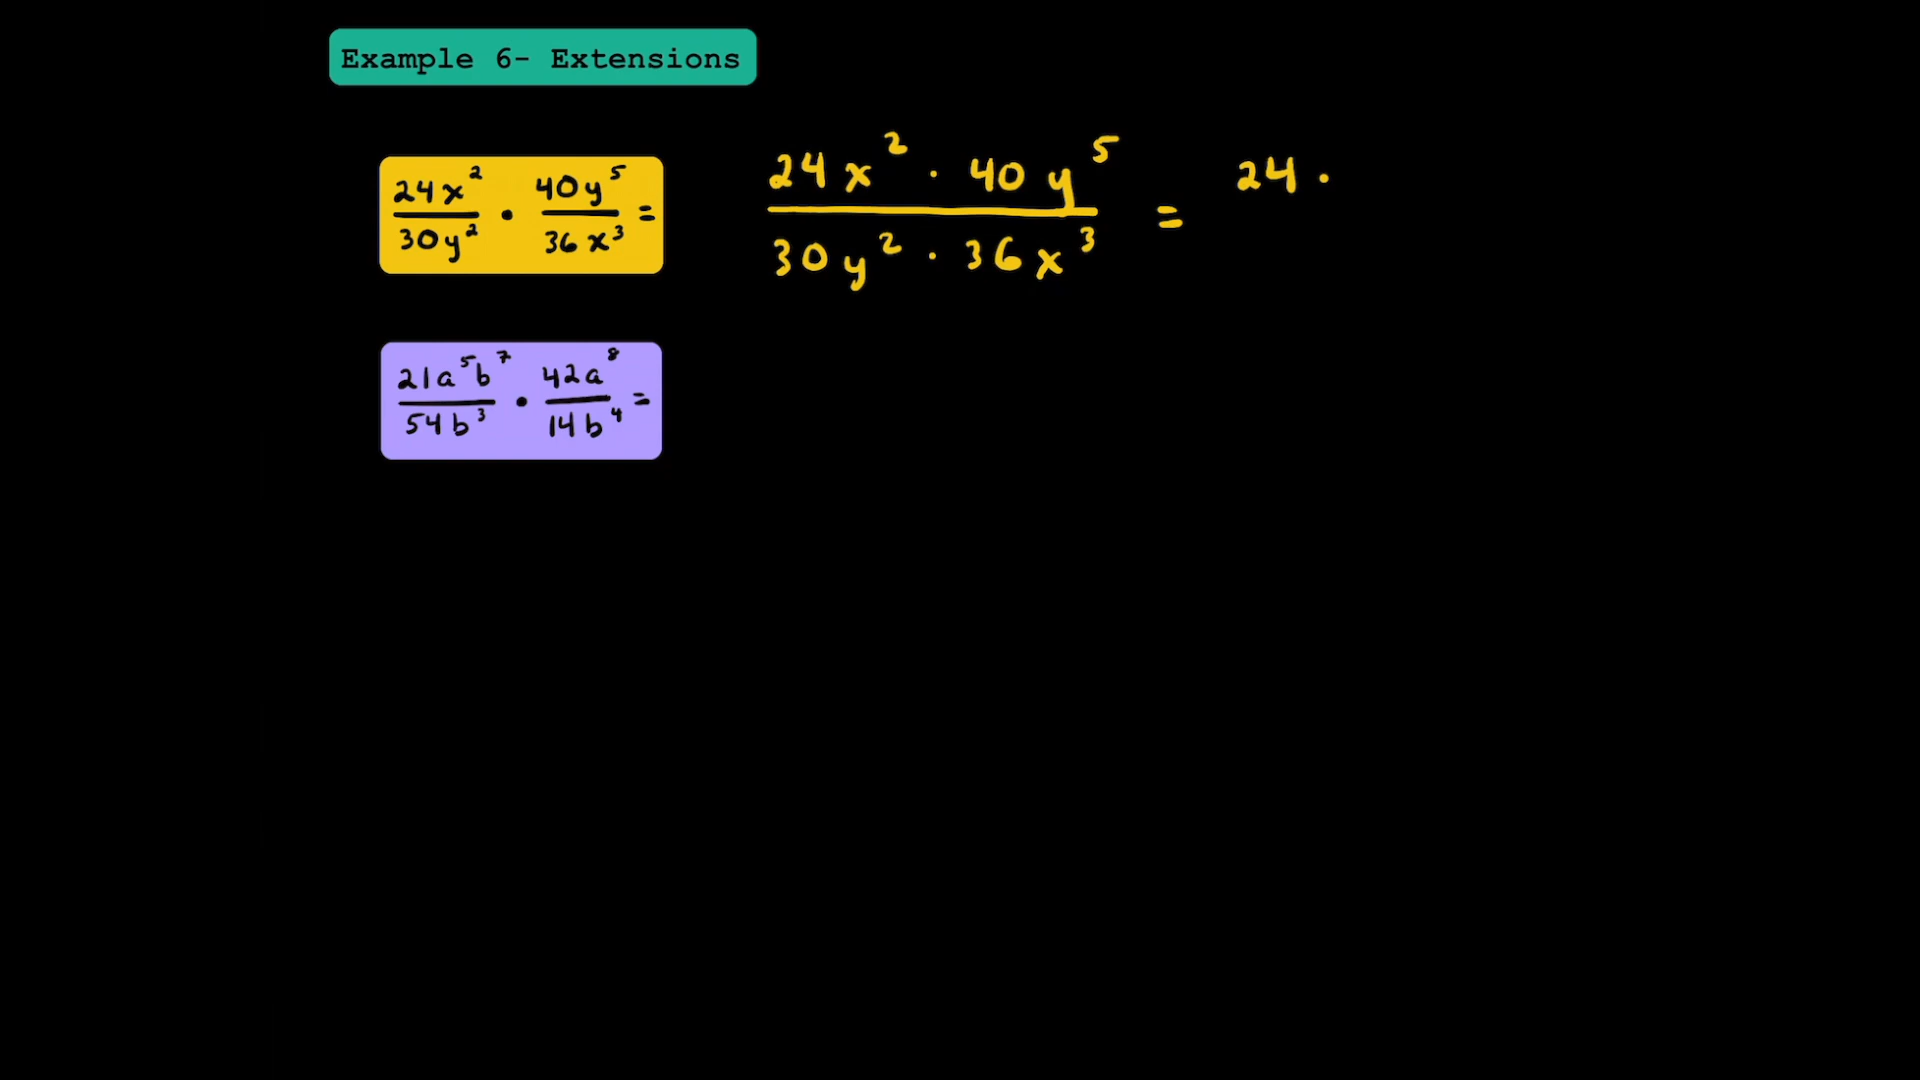 Example 6- Extensions
24x²/30y² • 40y⁵/36x³ =
24x² · 40y⁵/30y² · 36x³ = 24 ·
21a⁵b⁷/54b³ • 42a⁸/14b⁴ =